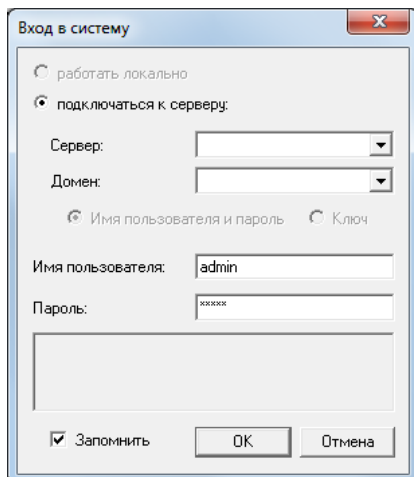 Вход в систему
работать локально
подключаться к серверу:
Сервер:
Домен:
Имя пользователя и пароль Ключ
Имя пользователя: admin
Пароль: *****
Запомнить OK Отмена